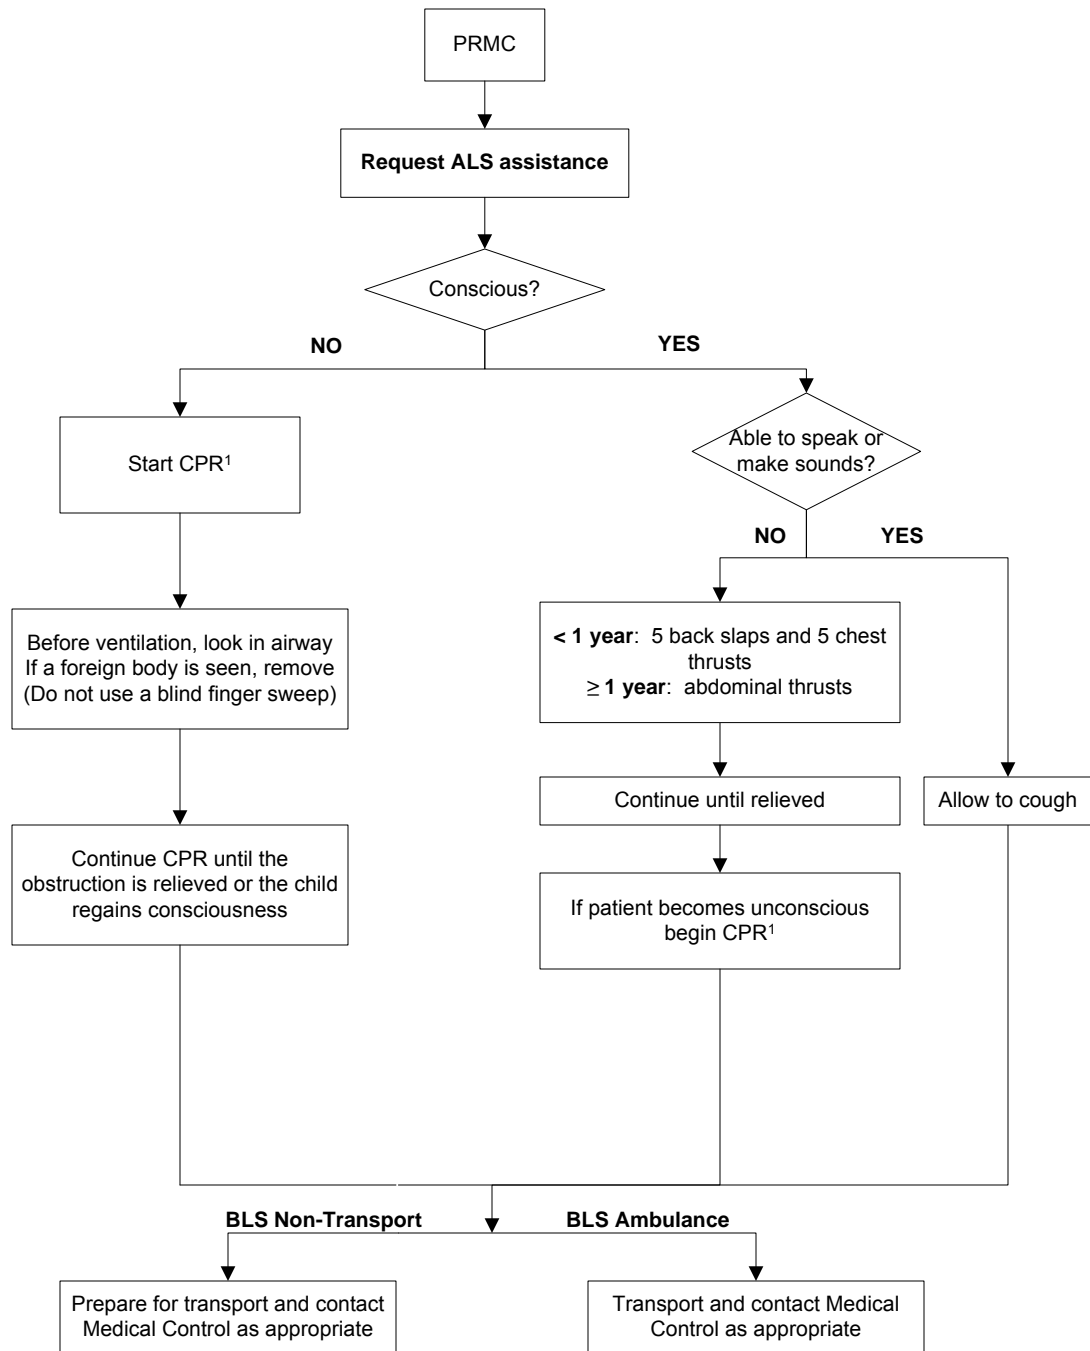 PRMC
Request ALS assistance
Conscious?
NO
YES
Start CPR¹
Able to speak or
make sounds?
NO
YES
Before ventilation, look in airway
If a foreign body is seen, remove
(Do not use a blind finger sweep)
< 1 year:  5 back slaps and 5 chest
thrusts
≥ 1 year:  abdominal thrusts
Continue until relieved
Allow to cough
Continue CPR until the
obstruction is relieved or the child
regains consciousness
If patient becomes unconscious
begin CPR¹
BLS Non-Transport
BLS Ambulance
Prepare for transport and contact
Medical Control as appropriate
Transport and contact Medical
Control as appropriate